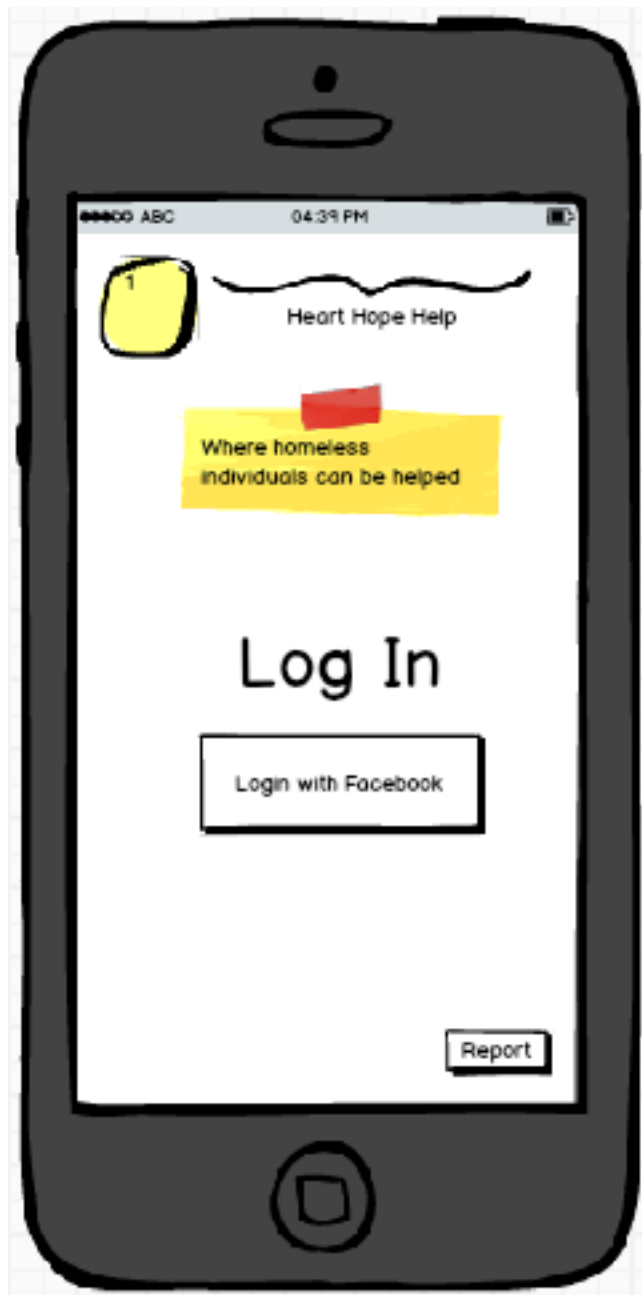 ABC 04:39 PM
1
Heart Hope Help
Where homeless
individuals can be helped
Log In
Login with Facebook
Report